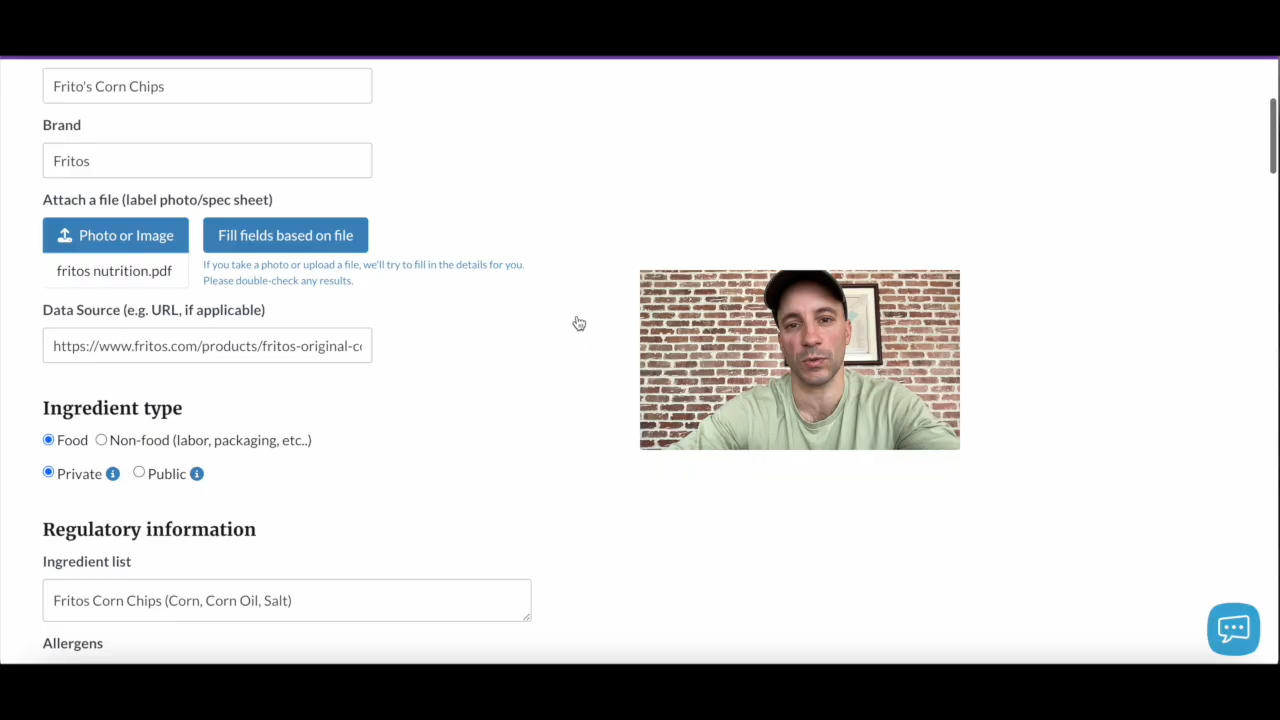 Frito's Corn Chips
Brand
Fritos
Attach a file (label photo/spec sheet)
Photo or Image
Fill fields based on file
fritos nutrition.pdf
If you take a photo or upload a file, we'll try to fill in the details for you.
Please double-check any results.
Data Source (e.g. URL, if applicable)
https://www.fritos.com/products/fritos-original-c
Ingredient type
Food Non-food (labor, packaging, etc..)
Private Public
Regulatory information
Ingredient list
Fritos Corn Chips (Corn, Corn Oil, Salt)
Allergens